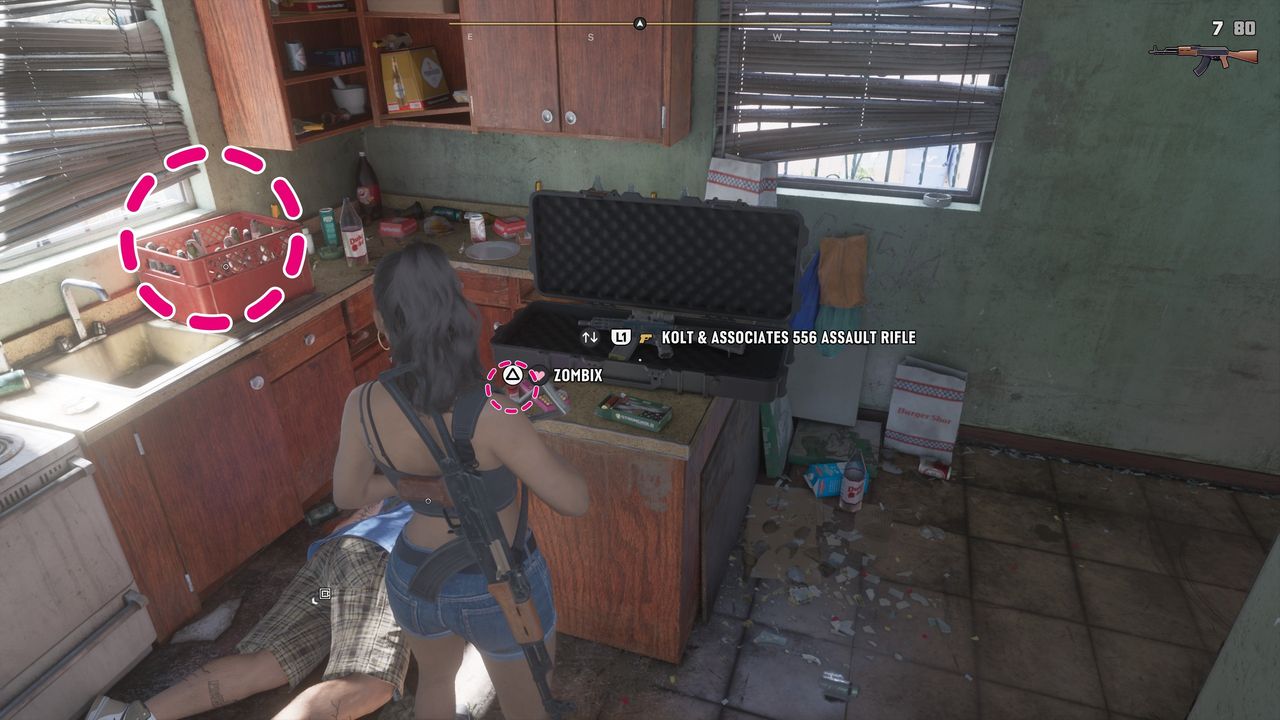 E
S
W
7 80
L1
KOLT & ASSOCIATES 556 ASSAULT RIFLE
ZOMBIX
Burger Shot